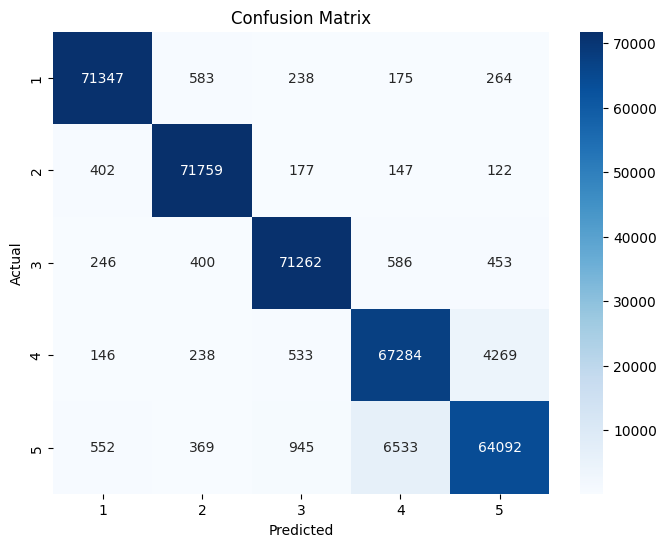 Confusion Matrix
1 71347 583 238 175 264
2 402 71759 177 147 122
3 246 400 71262 586 453
4 146 238 533 67284 4269
5 552 369 945 6533 64092
1 2 3 4 5
Predicted
Actual
70000
60000
50000
40000
30000
20000
10000